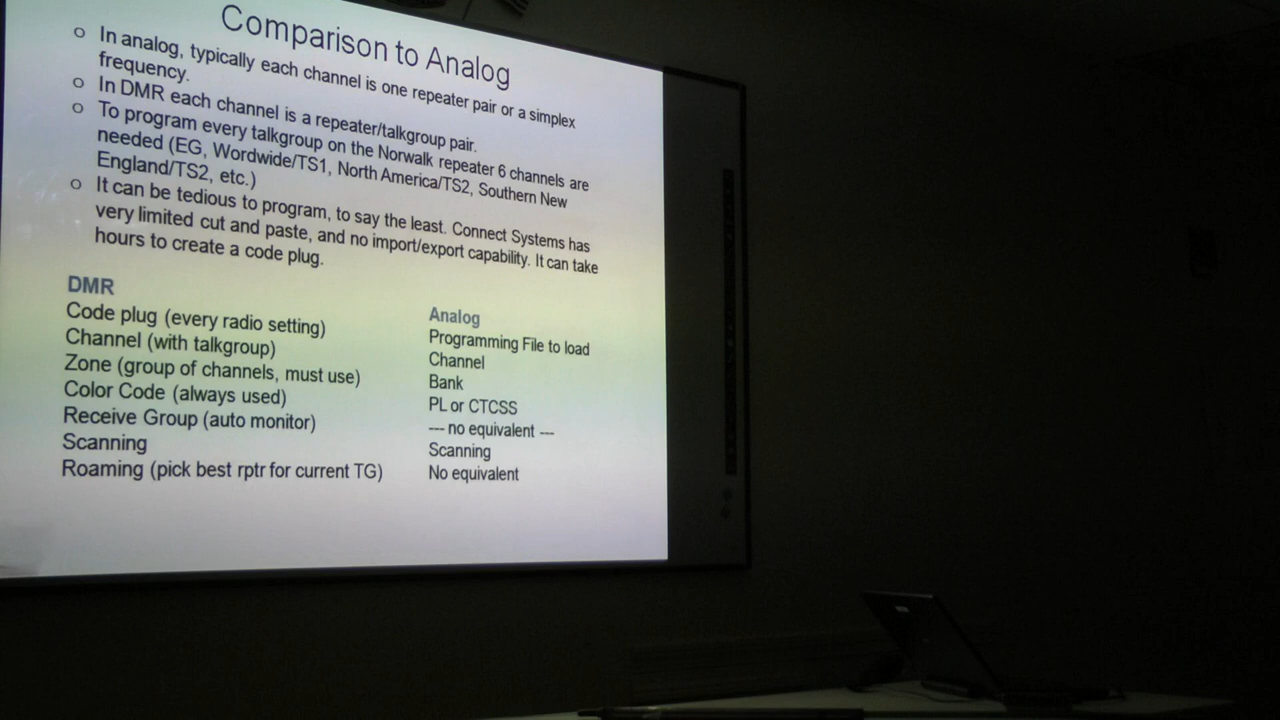 Comparison to Analog
o In analog, typically each channel is one repeater pair or a simplex
frequency.
o In DMR each channel is a repeater/talkgroup pair.
o To program every talkgroup on the Norwalk repeater 6 channels are
needed (EG, Wordwide/TS1, North America/TS2, Southern New
England/TS2, etc.)
o It can be tedious to program, to say the least. Connect Systems has
very limited cut and paste, and no import/export capability. It can take
hours to create a code plug.
DMR
Code plug (every radio setting)
Channel (with talkgroup)
Zone (group of channels, must use)
Color Code (always used)
Receive Group (auto monitor)
Scanning
Roaming (pick best rptr for current TG)
Analog
Programming File to load
Channel
Bank
PL or CTCSS
--- no equivalent ---
Scanning
No equivalent